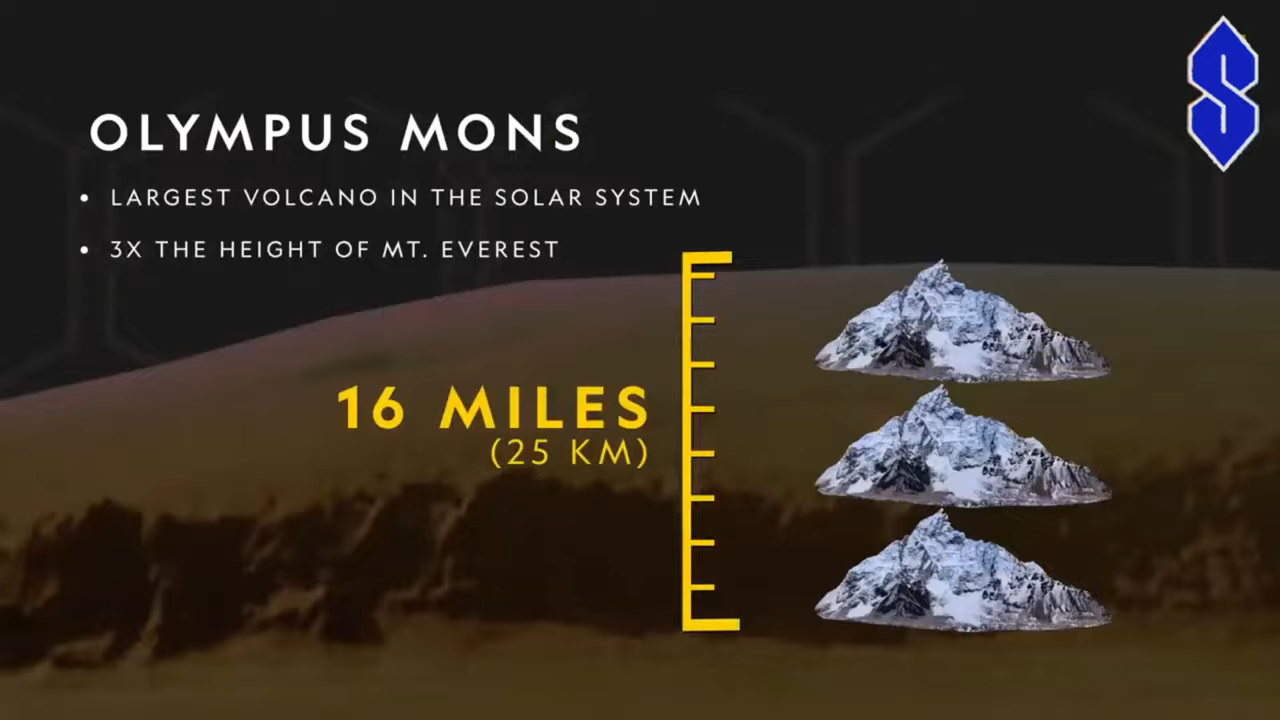 OLYMPUS MONS
• LARGEST VOLCANO IN THE SOLAR SYSTEM
• 3X THE HEIGHT OF MT. EVEREST
16 MILES
(25 KM)